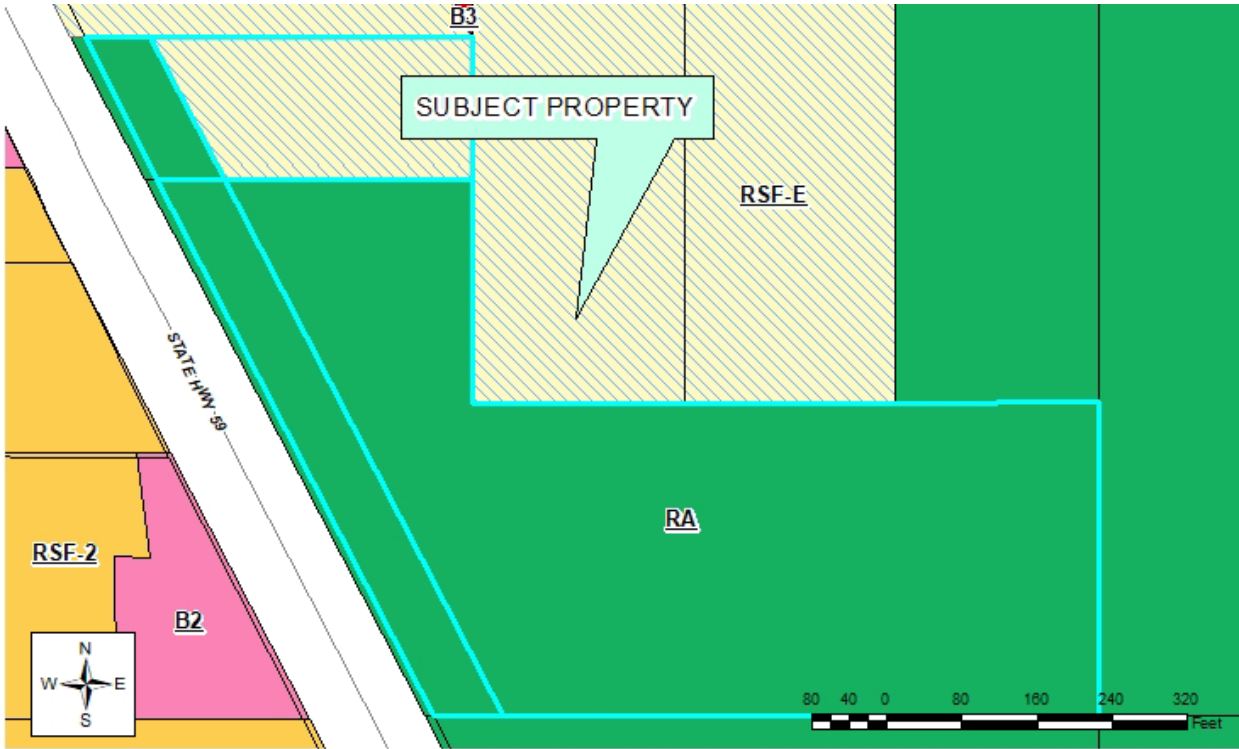 B3
SUBJECT PROPERTY
RSF-E
STATE HWY 59
RA
RSF-2
B2
N
W E
S
80 40 0 80 160 240 320
Feet